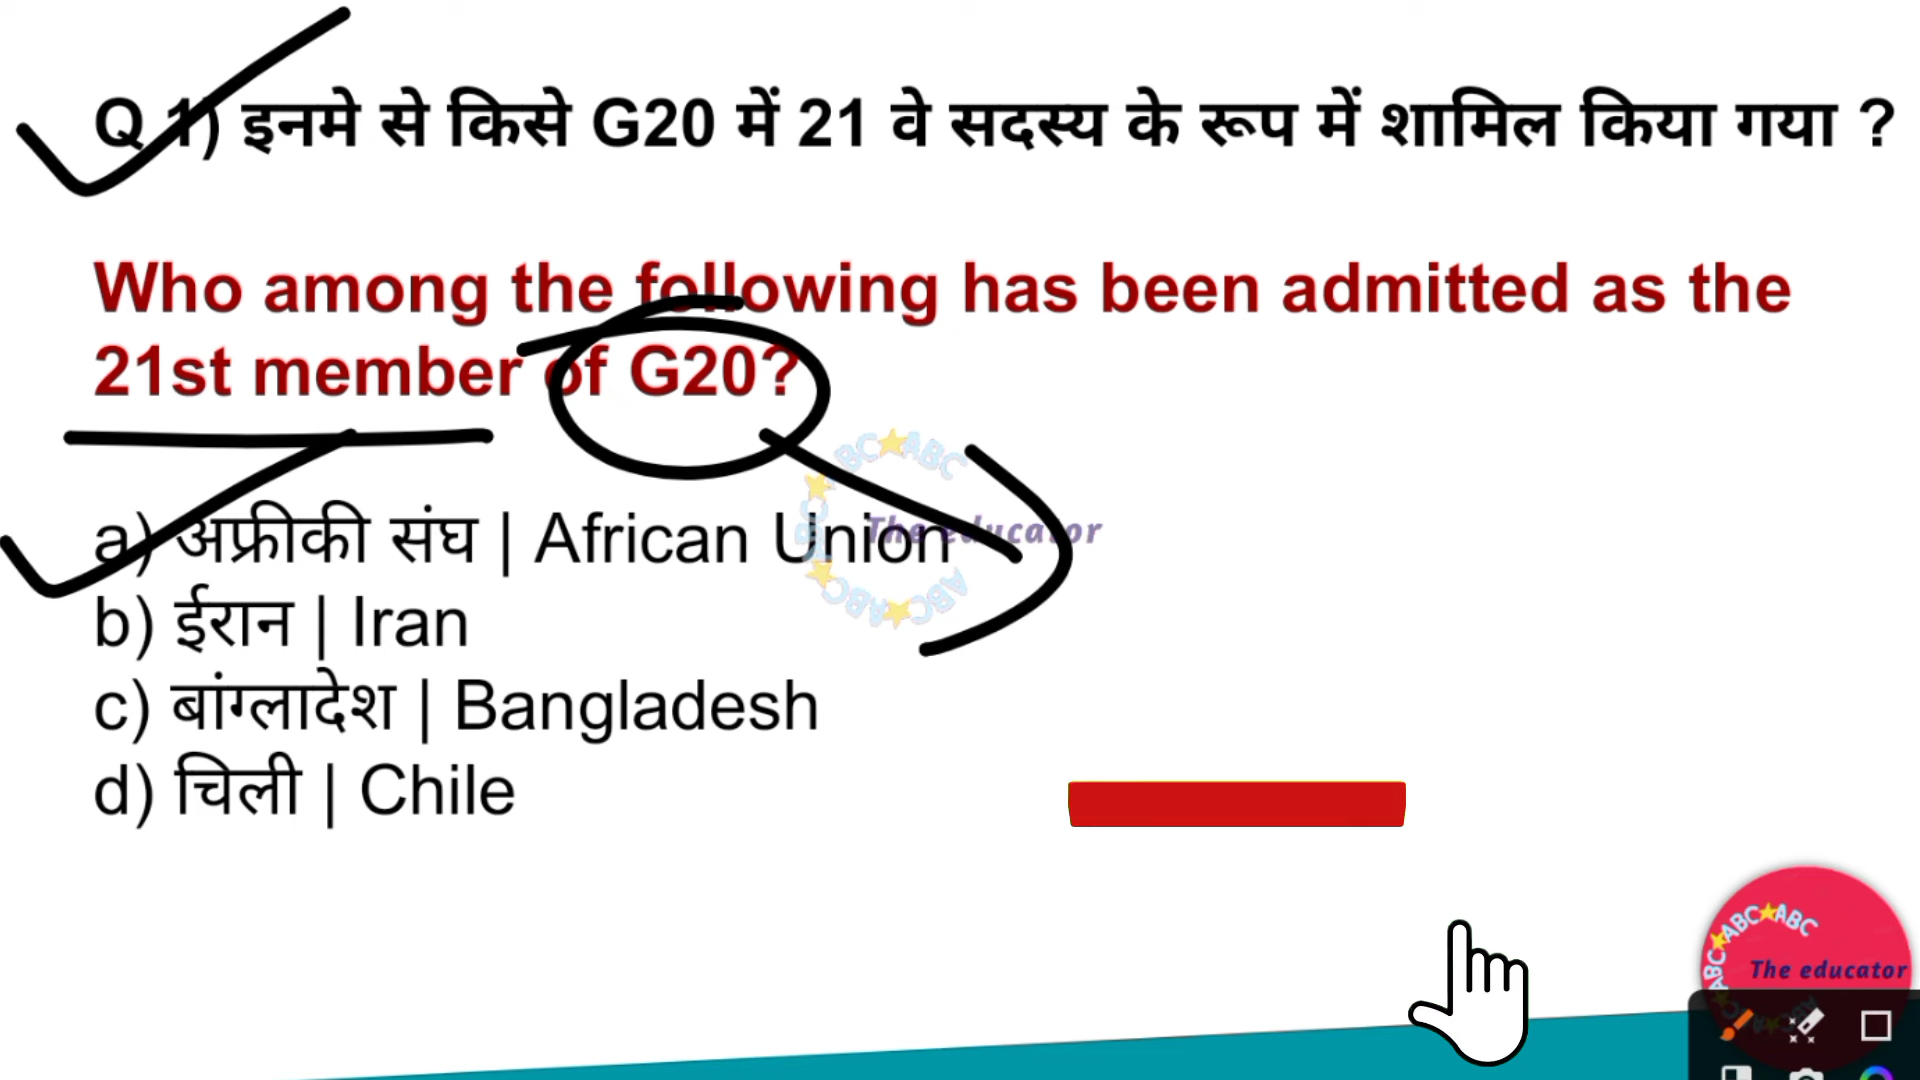 Q 1) इनमे से किसे G20 में 21 वे सदस्य के रूप में शामिल किया गया ?
Who among the following has been admitted as the
21st member of G20?
a) अफ्रीकी संघ | African Union
b) ईरान | Iran
c) बांग्लादेश | Bangladesh
d) चिली | Chile
ABC★ABC
The educator
ABC★ABC
ABC★ABC
The educator